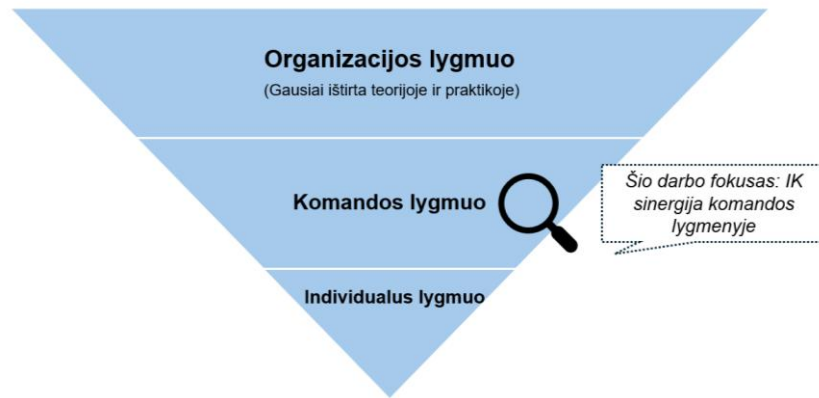 Organizacijos lygmuo
(Gausiai ištirta teorijoje ir praktikoje)
Komandos lygmuo
Šio darbo fokusas: IK
sinergija komandos
lygmenyje
Individualus lygmuo